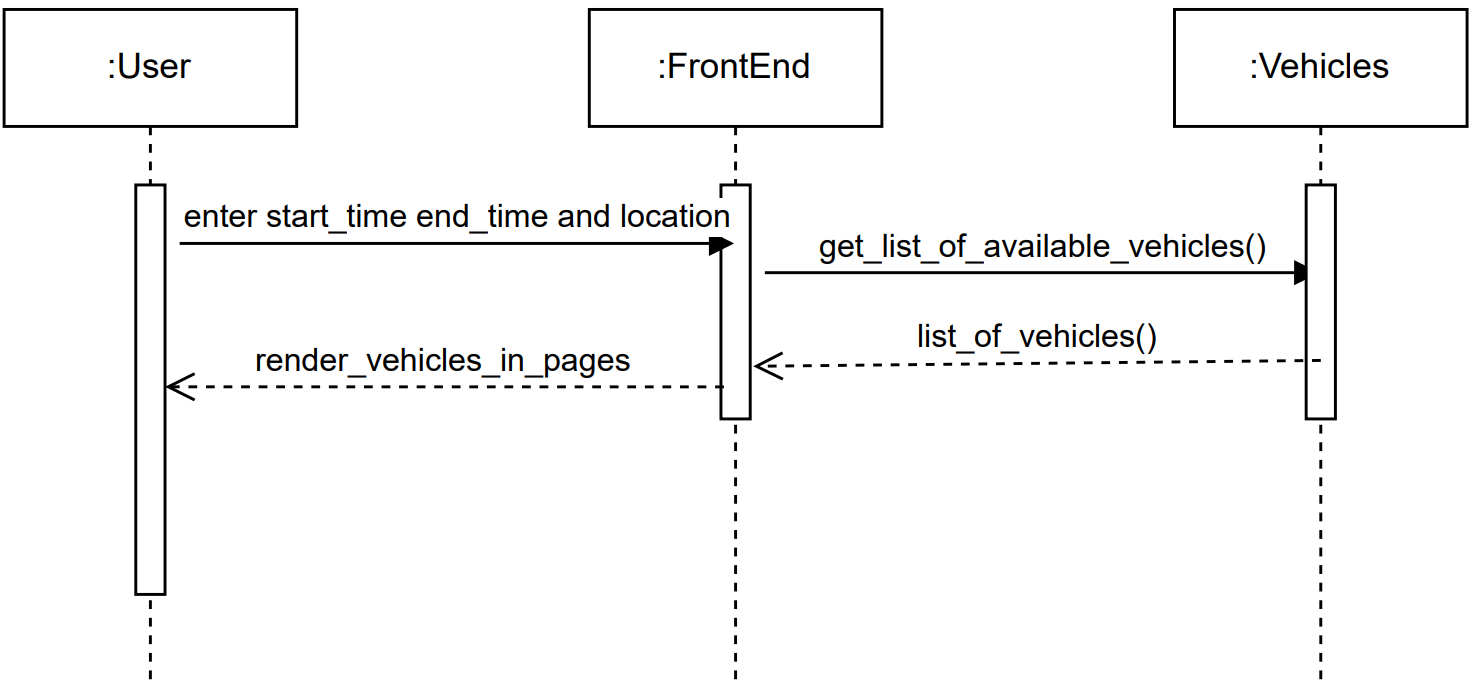 :User
:FrontEnd
:Vehicles
enter start_time end_time and location
get_list_of_available_vehicles()
list_of_vehicles()
render_vehicles_in_pages